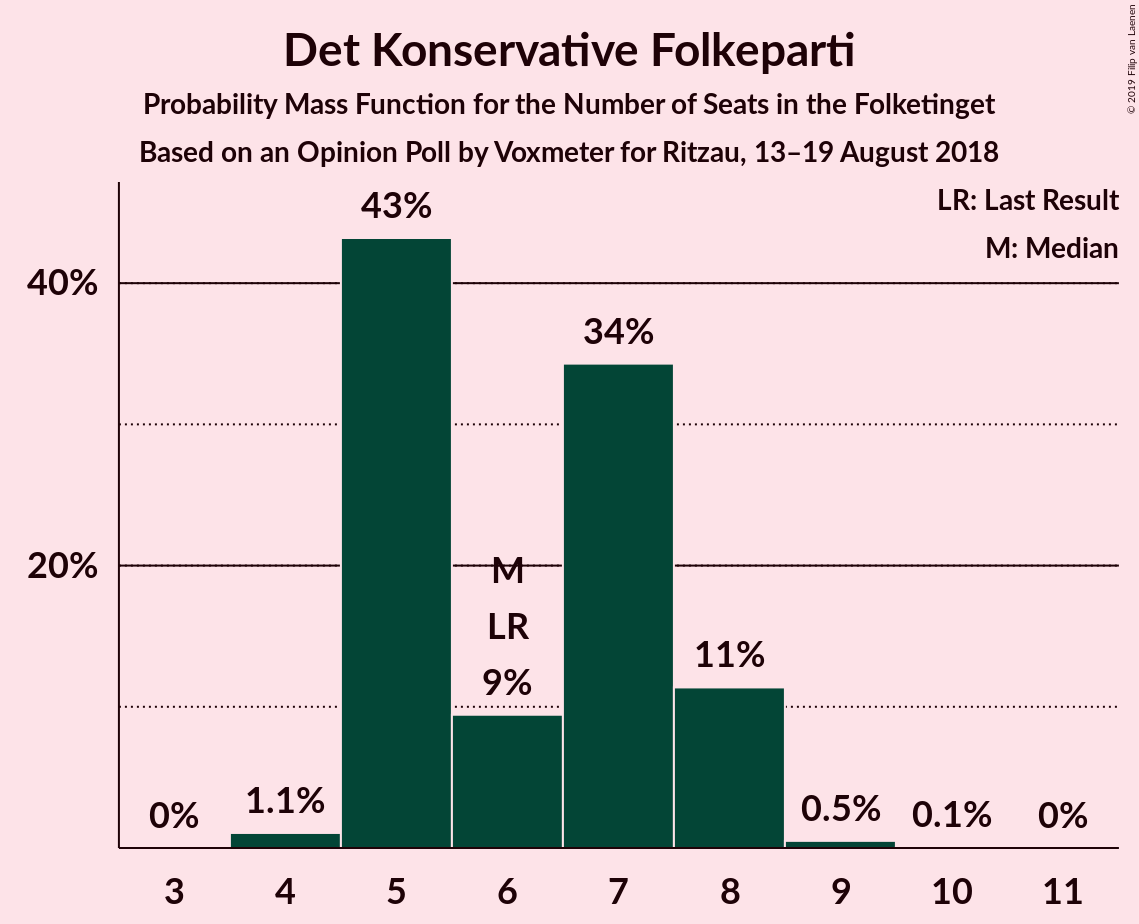 Det Konservative Folkeparti
Probability Mass Function for the Number of Seats in the Folketinget
Based on an Opinion Poll by Voxmeter for Ritzau, 13–19 August 2018
© 2019 Filip van Laenen
LR: Last Result
M: Median
43%
40%
34%
20%
M
LR
9%
11%
0%
1.1%
0.5%
0.1%
0%
3 4 5 6 7 8 9 10 11